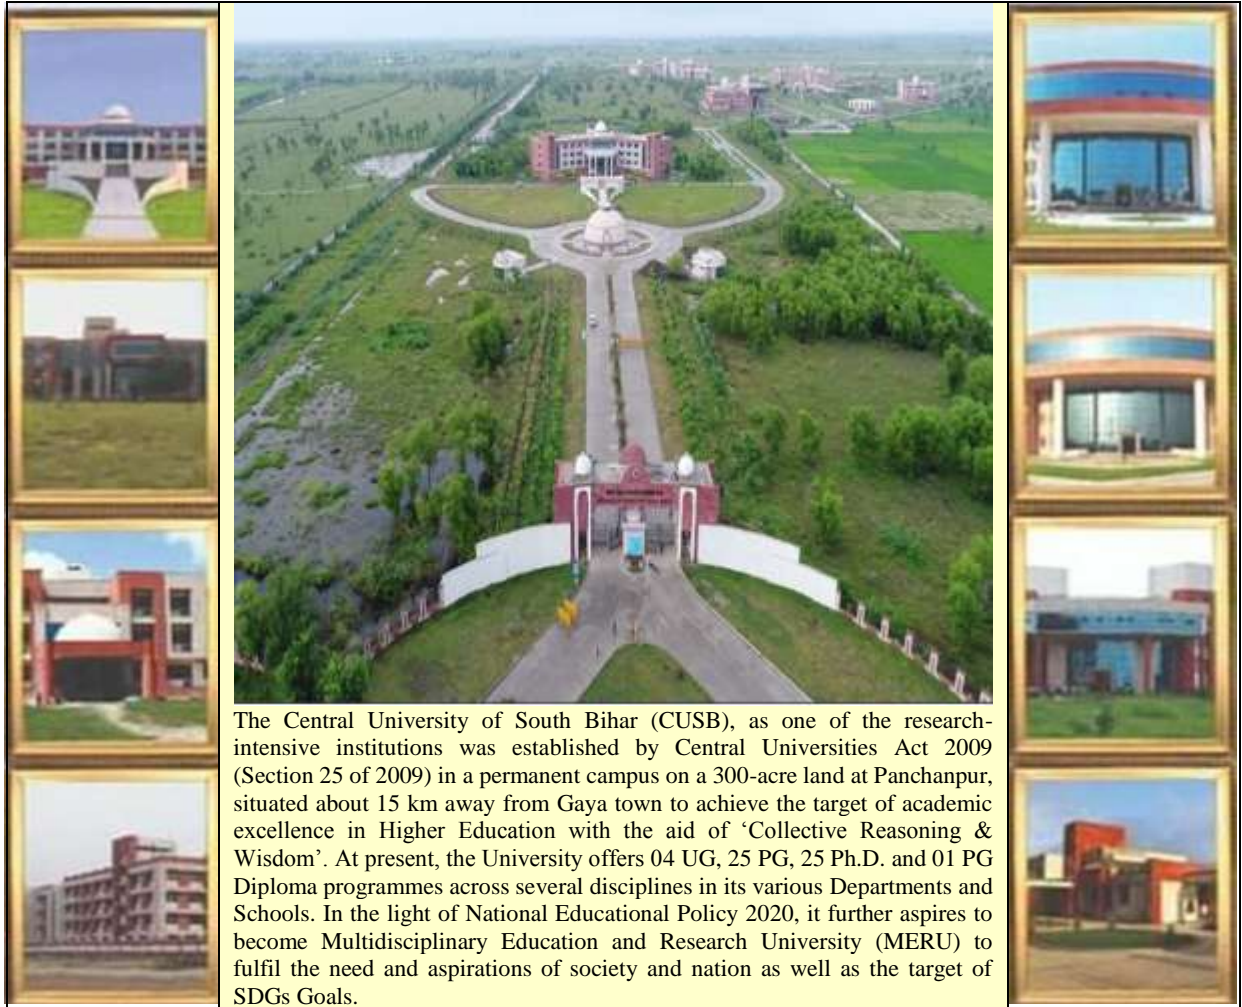 The Central University of South Bihar (CUSB), as one of the research-
intensive institutions was established by Central Universities Act 2009
(Section 25 of 2009) in a permanent campus on a 300-acre land at Panchanpur,
situated about 15 km away from Gaya town to achieve the target of academic
excellence in Higher Education with the aid of ‘Collective Reasoning &
Wisdom’. At present, the University offers 04 UG, 25 PG, 25 Ph.D. and 01 PG
Diploma programmes across several disciplines in its various Departments and
Schools. In the light of National Educational Policy 2020, it further aspires to
become Multidisciplinary Education and Research University (MERU) to
fulfil the need and aspirations of society and nation as well as the target of
SDGs Goals.